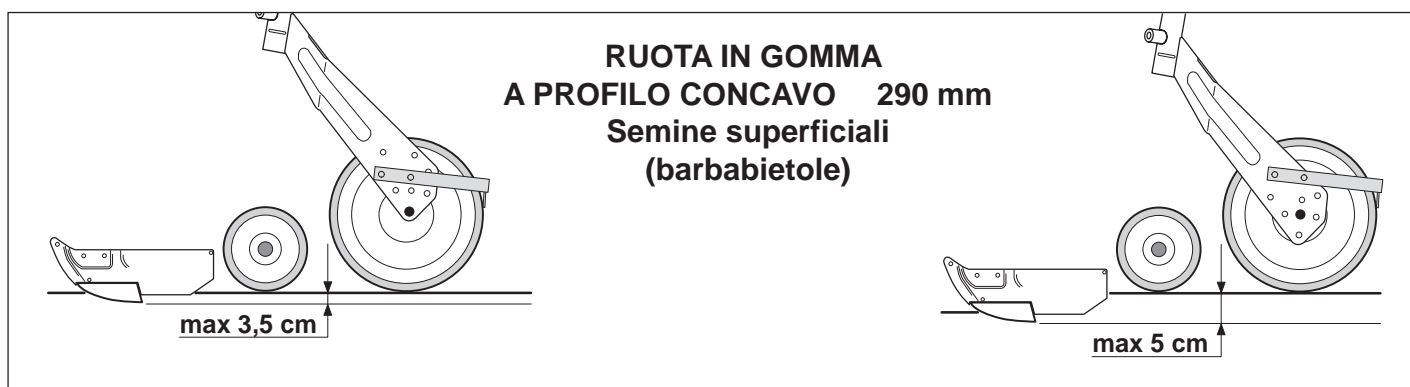 RUOTA IN GOMMA
A PROFILO CONCAVO 290 mm
Semine superficiali
(barbabietole)
max 3,5 cm
max 5 cm